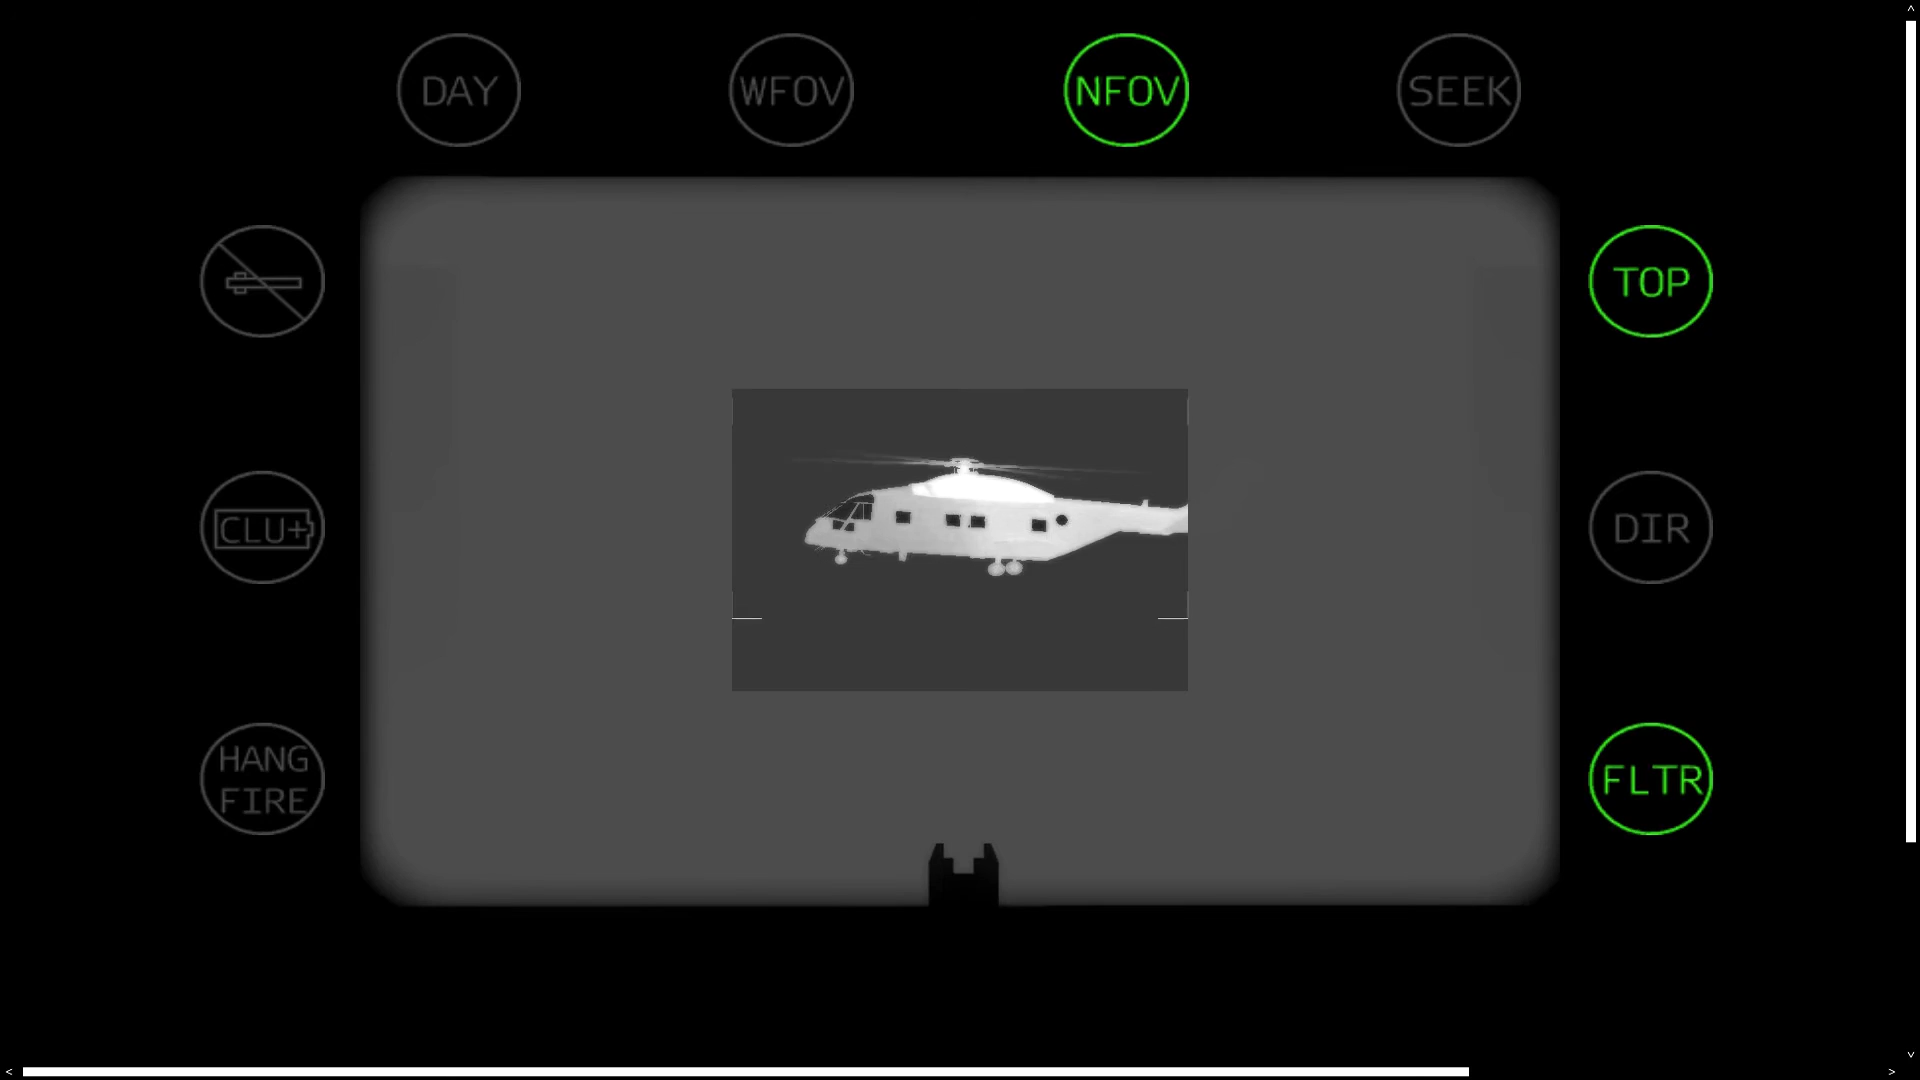 DAY
WFOV
NFOV
SEEK
TOP
CLU+
DIR
HANG
FIRE
FLTR